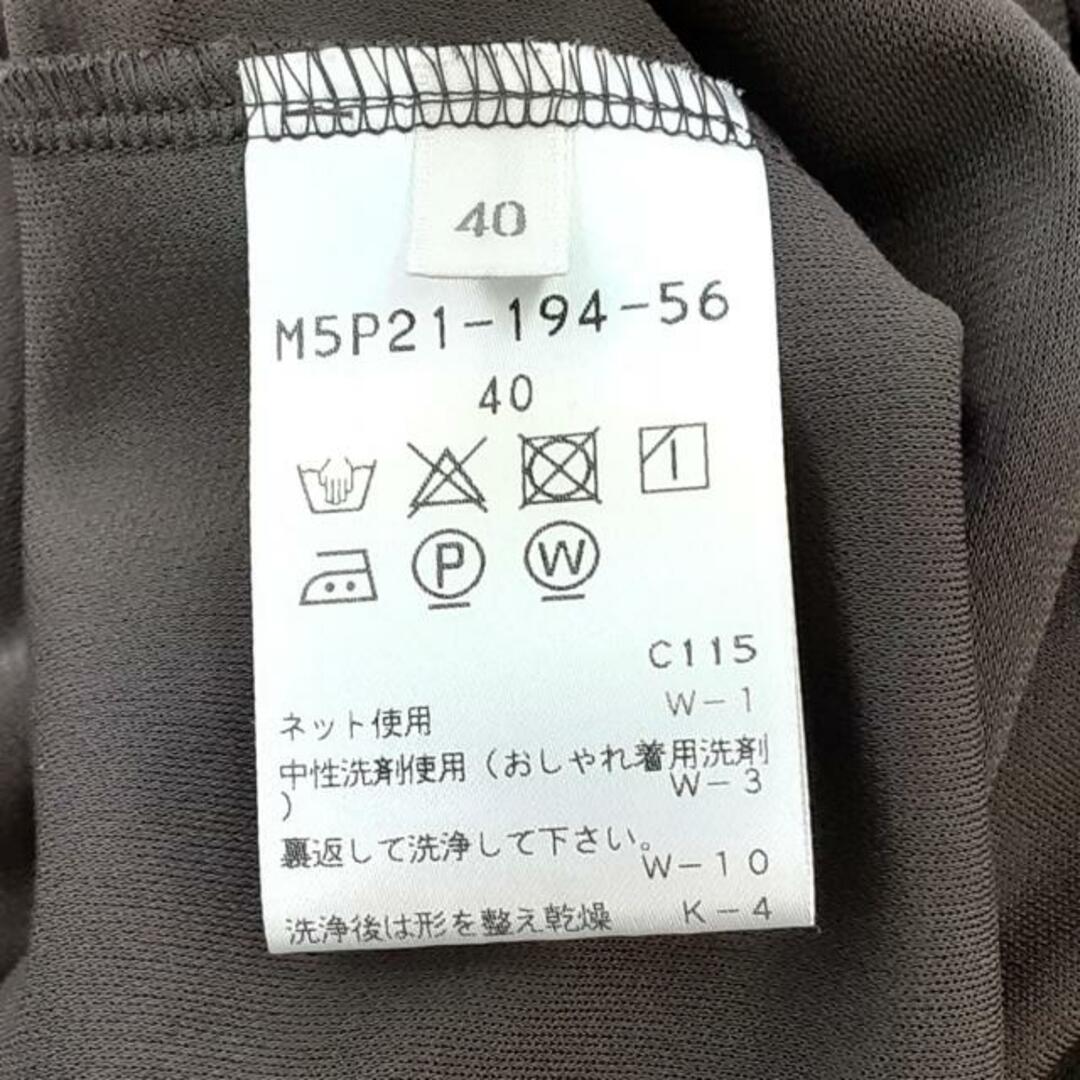 40
M5P21-194-56
40
P W
C115
ネット使用 W-1
中性洗剤使用（おしゃれ着用洗剤
） W-3
裏返して洗浄して下さい。
W-10
洗浄後は形を整え乾燥 K-4